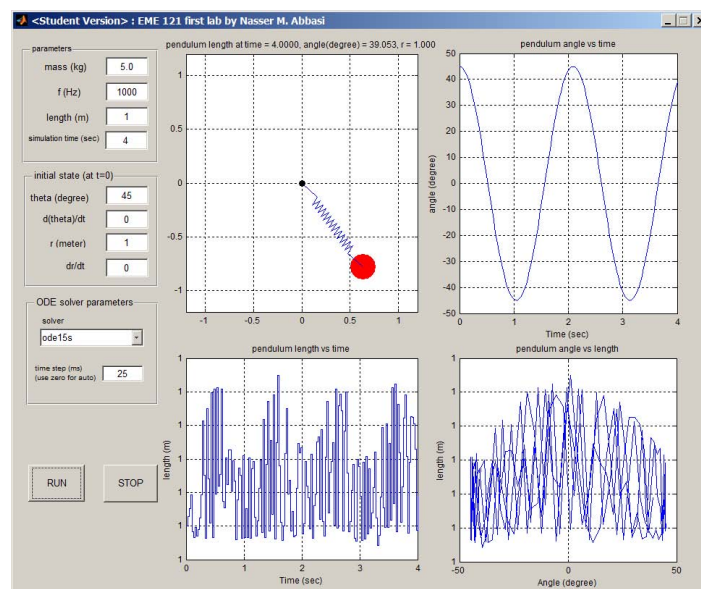 <Student Version> : EME 121 first lab by Nasser M. Abbasi
parameters
mass (kg) 5.0
f (Hz) 1000
length (m) 1
simulation time (sec) 4
initial state (at t=0)
theta (degree) 45
d(theta)/dt 0
r (meter) 1
dr/dt 0
ODE solver parameters
solver
ode15s
time step (ms) 25
(use zero for auto)
RUN STOP
pendulum length at time = 4.0000, angle(degree) = 39.053, r = 1.000
1
0.5
0
-0.5
-1
-1 -0.5 0 0.5 1
pendulum angle vs time
angle (degree)
50
40
30
20
10
0
-10
-20
-30
-40
-50
0 1 2 3 4
Time (sec)
pendulum length vs time
length (m)
1
1
1
1
1
1
1
0 1 2 3 4
Time (sec)
pendulum angle vs length
length (m)
1
1
1
1
1
1
1
-50 0 50
Angle (degree)